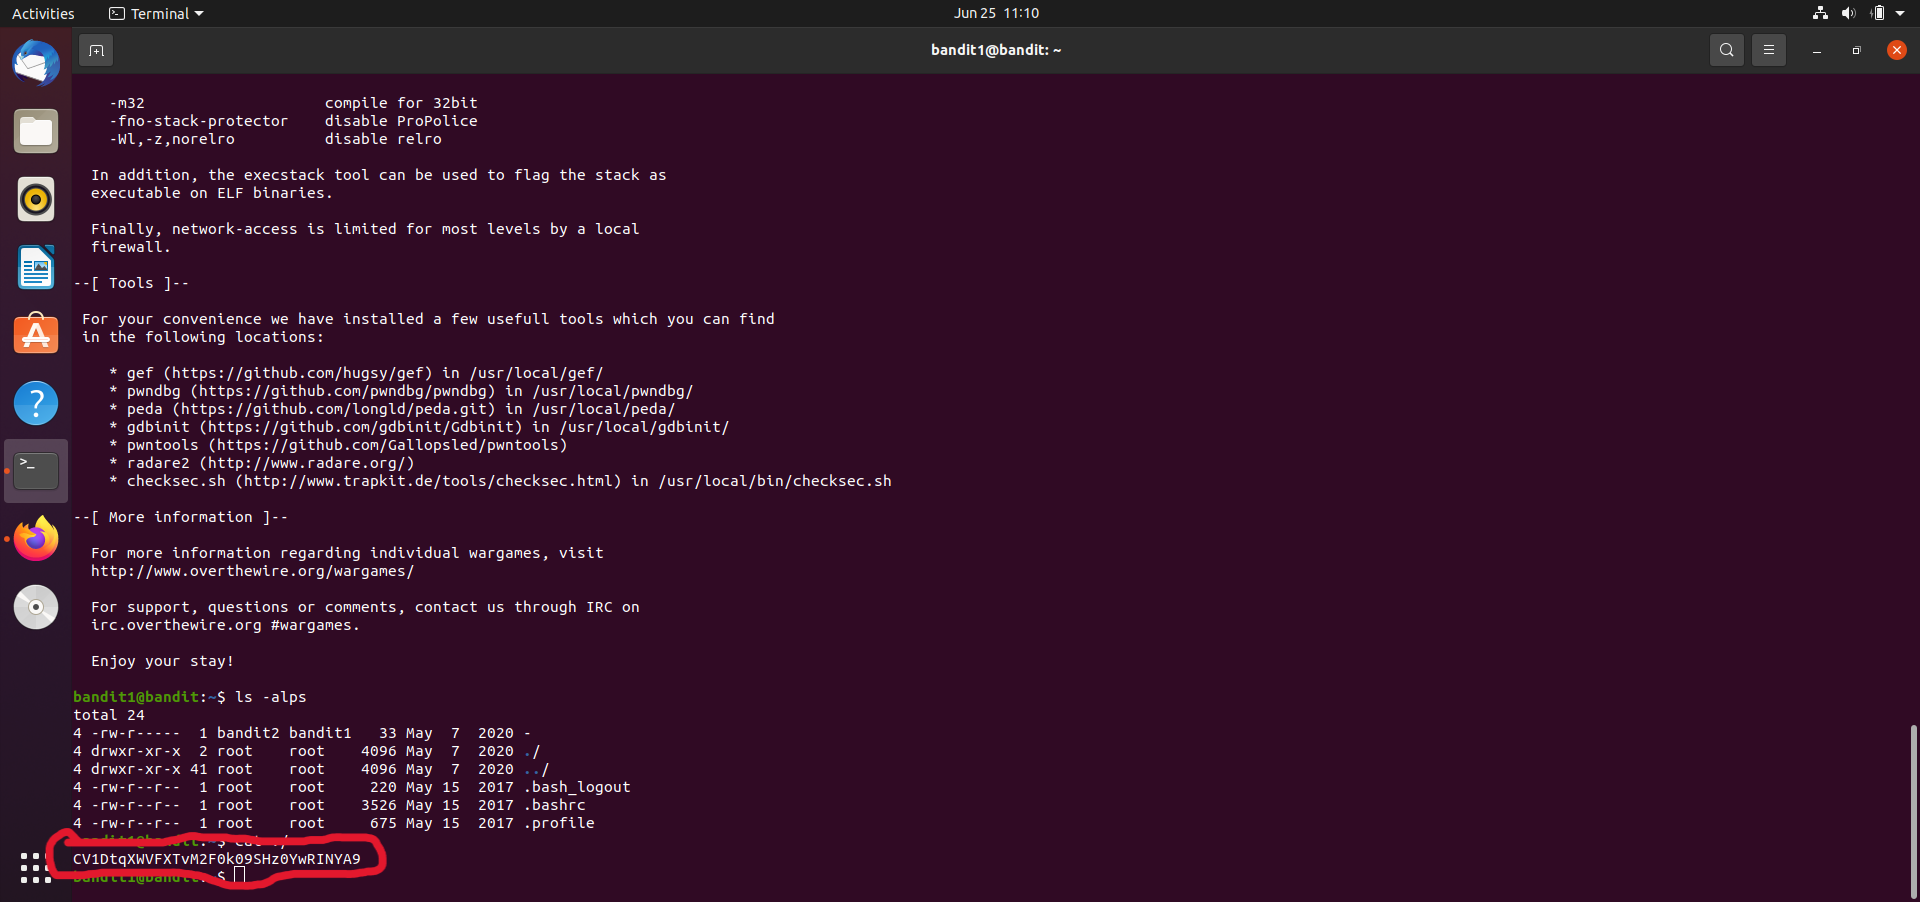 Activities Terminal Jun 25 11:10
bandit1@bandit: ~
-m32 compile for 32bit
-fno-stack-protector disable ProPolice
-Wl,-z,norelro disable relro
In addition, the execstack tool can be used to flag the stack as
executable on ELF binaries.
Finally, network-access is limited for most levels by a local
firewall.
--[ Tools ]--
For your convenience we have installed a few usefull tools which you can find
in the following locations:
* gef (https://github.com/hugsy/gef) in /usr/local/gef/
* pwndbg (https://github.com/pwndbg/pwndbg) in /usr/local/pwndbg/
* peda (https://github.com/longld/peda.git) in /usr/local/peda/
* gdbinit (https://github.com/gdbinit/Gdbinit) in /usr/local/gdbinit/
* pwntools (https://github.com/Gallopsled/pwntools)
* radare2 (http://www.radare.org/)
* checksec.sh (http://www.trapkit.de/tools/checksec.html) in /usr/local/bin/checksec.sh
--[ More information ]--
For more information regarding individual wargames, visit
http://www.overthewire.org/wargames/
For support, questions or comments, contact us through IRC on
irc.overthewire.org #wargames.
Enjoy your stay!
bandit1@bandit:~$ ls -alps
total 24
4 -rw-r----- 1 bandit2 bandit1 33 May 7 2020 -
4 drwxr-xr-x 2 root root 4096 May 7 2020 ./
4 drwxr-xr-x 41 root root 4096 May 7 2020 ../
4 -rw-r--r-- 1 root root 220 May 15 2017 .bash_logout
4 -rw-r--r-- 1 root root 3526 May 15 2017 .bashrc
4 -rw-r--r-- 1 root root 675 May 15 2017 .profile
bandit1@bandit:~$
CV1DtqXWVFXTvM2F0k09SHz0YwRINYA9
bandit1@bandit:~$